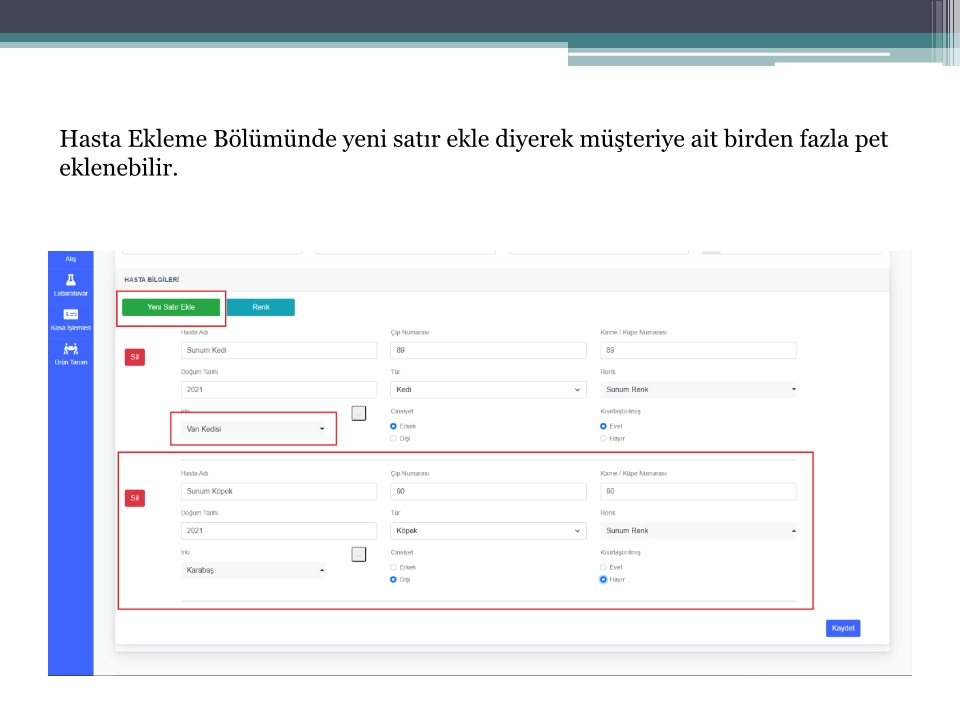 Hasta Ekleme Bölümünde yeni satır ekle diyerek müşteriye ait birden fazla pet
eklenebilir.
Alış
Labaratuvar
Kasa İşlemleri
Ürün Tanım
HASTA BİLGİLERİ
Yeni Satır Ekle
Renk
Hasta Adı
Çip Numarası
Karne / Küpe Numarası
Sil
Sunum Kedi
89
89
Doğum Tarihi
Tür
Renk
2021
Kedi
Sunum Renk
Irkı
...
Cinsiyet
Kısırlaştırılmış
Van Kedisi
Erkek
Evet
Dişi
Hayır
Hasta Adı
Çip Numarası
Karne / Küpe Numarası
Sil
Sunum Köpek
90
90
Doğum Tarihi
Tür
Renk
2021
Köpek
Sunum Renk
Irkı
...
Cinsiyet
Kısırlaştırılmış
Karabaş
Erkek
Evet
Dişi
Hayır
Kaydet